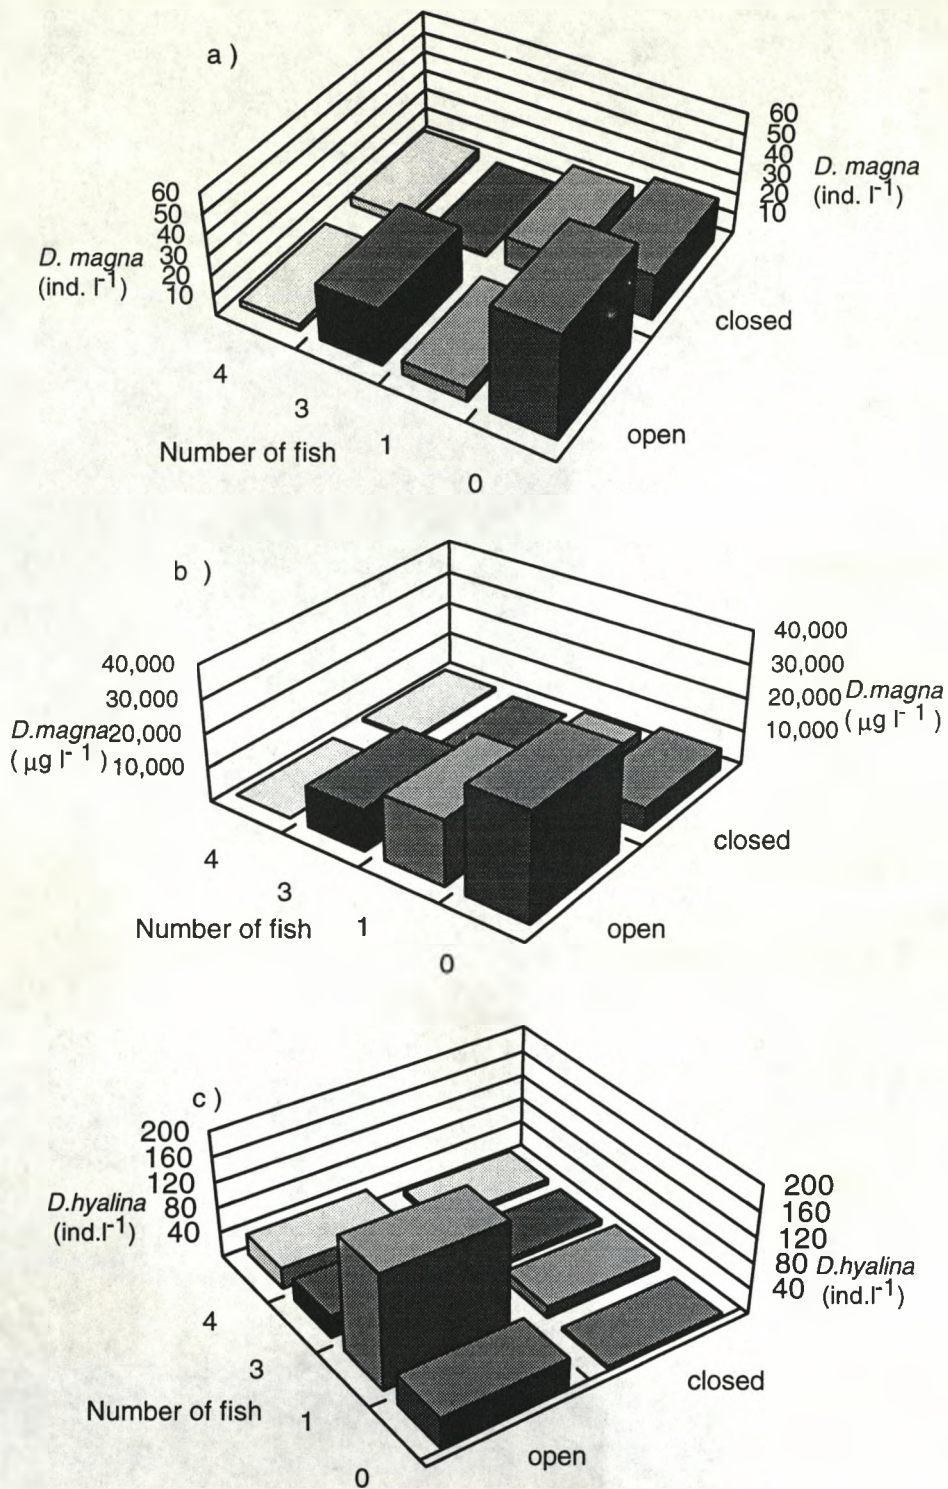 a )
60
50
40
30
20
10
D. magna
(ind. l⁻¹)
60
50
40
30
20
10
D. magna
(ind. l⁻¹)
closed
open
4
3
1
0
Number of fish
b )
40,000
30,000
20,000
10,000
D.magna
( µg l⁻¹ )
40,000
30,000
20,000
10,000
D.magna
( µg l⁻¹ )
closed
open
4
3
1
0
Number of fish
c )
200
160
120
80
40
D.hyalina
(ind.l⁻¹)
200
160
120
80
40
D.hyalina
(ind.l⁻¹)
closed
open
4
3
1
0
Number of fish